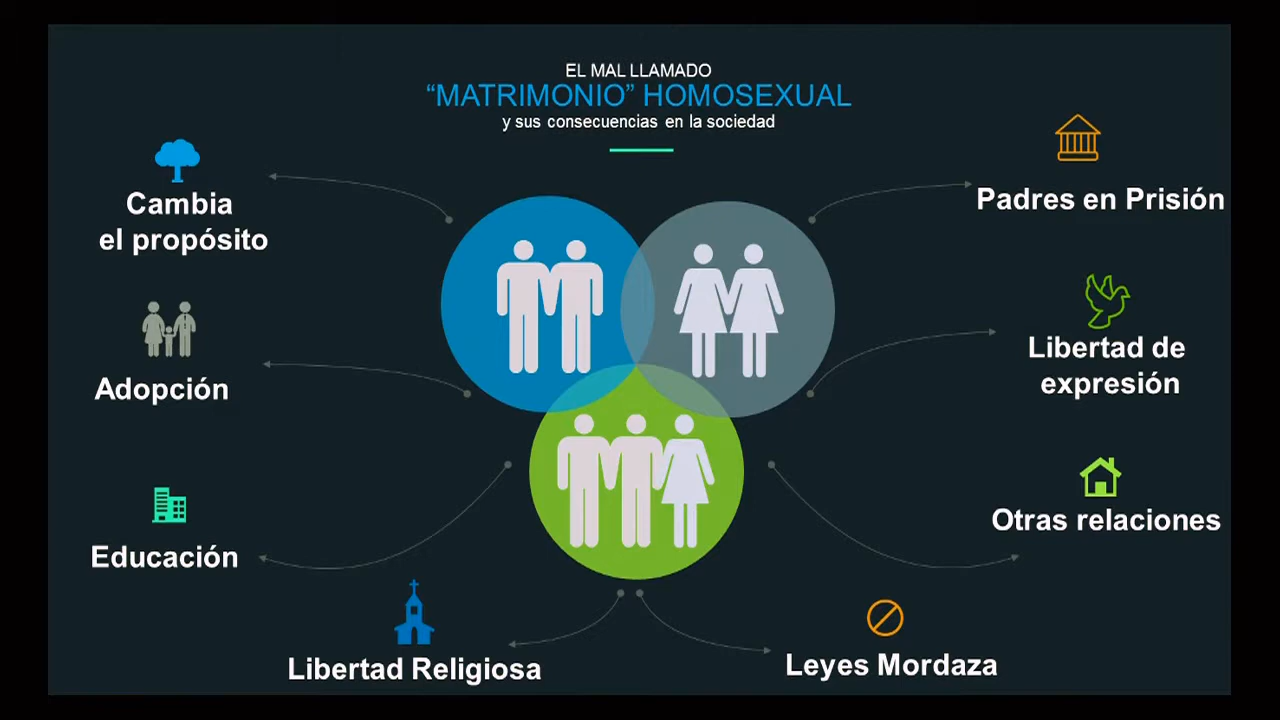 EL MAL LLAMADO
“MATRIMONIO” HOMOSEXUAL
y sus consecuencias en la sociedad
Cambia
el propósito
Adopción
Educación
Libertad Religiosa
Leyes Mordaza
Otras relaciones
Libertad de
expresión
Padres en Prisión